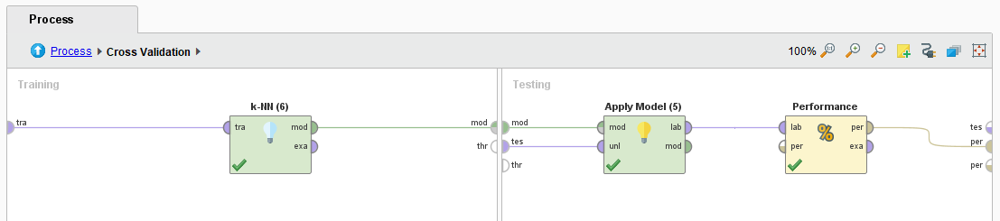 Process
Process Cross Validation
100%
Training
Testing
k-NN (6)
Apply Model (5)
Performance
tra
tra
mod
exa
mod
thr
mod
tes
thr
mod
unl
lab
mod
lab
per
per
exa
tes
per
per